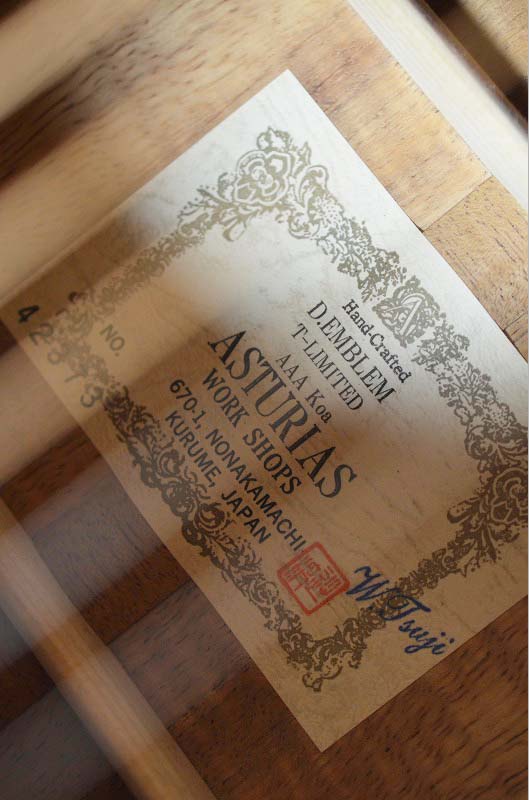 Hand-Crafted
D.EMBLEM
T-LIMITED
AAA Koa
ASTURIAS
WORK SHOPS
670-1, NONAKAMACHI
KURUME, JAPAN
W. Tsuji
NO.
A